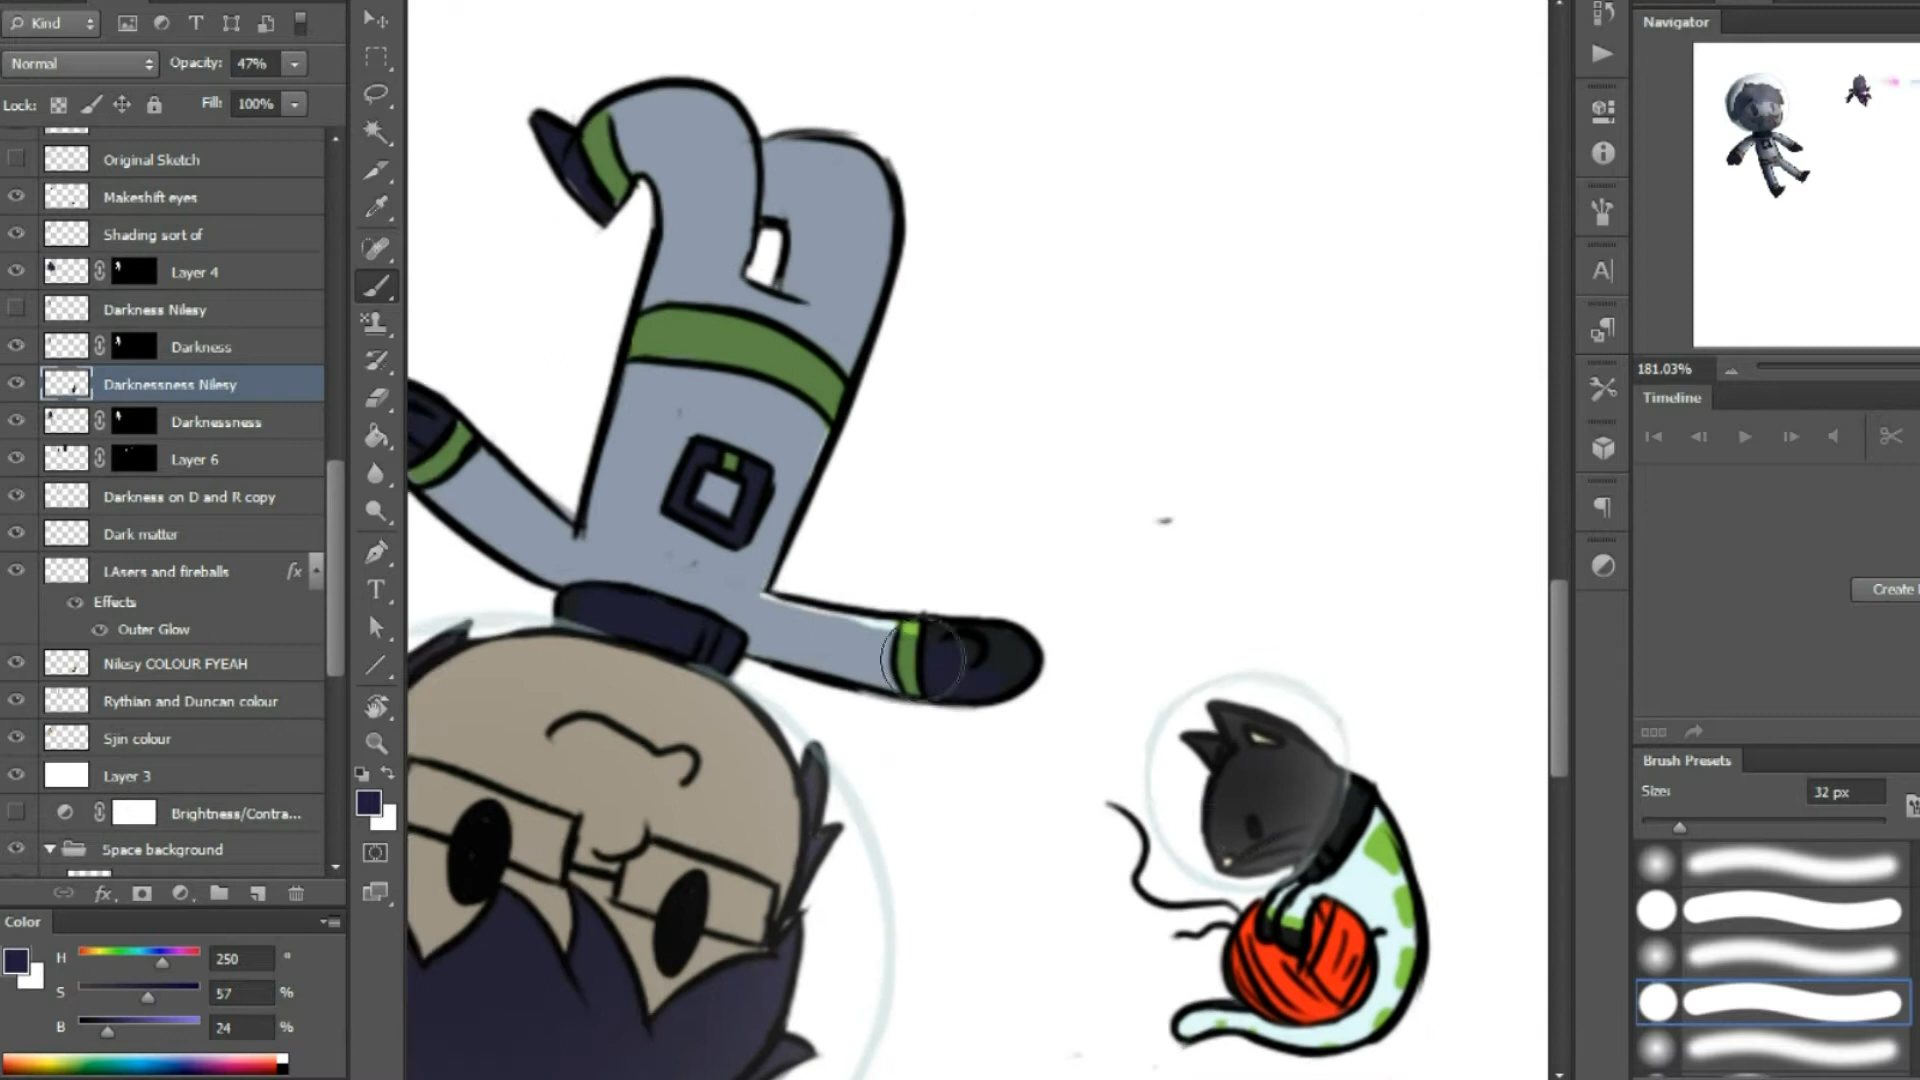 Kind
Normal
Opacity: 47%
Lock:
Fill: 100%
Original Sketch
Makeshift eyes
Shading sort of
Layer 4
Darkness Nilesy
Darkness
Darknessness Nilesy
Darknessness
Layer 6
Darkness on D and R copy
Dark matter
LAsers and fireballs
fx
Effects
Outer Glow
Nilesy COLOUR FYEAH
Rythian and Duncan colour
Sjin colour
Layer 3
Brightness/Contra...
Space background
fx
Color
H 250 °
S 57 %
B 24 %
Navigator
181.03%
Timeline
Create
Brush Presets
Size: 32 px